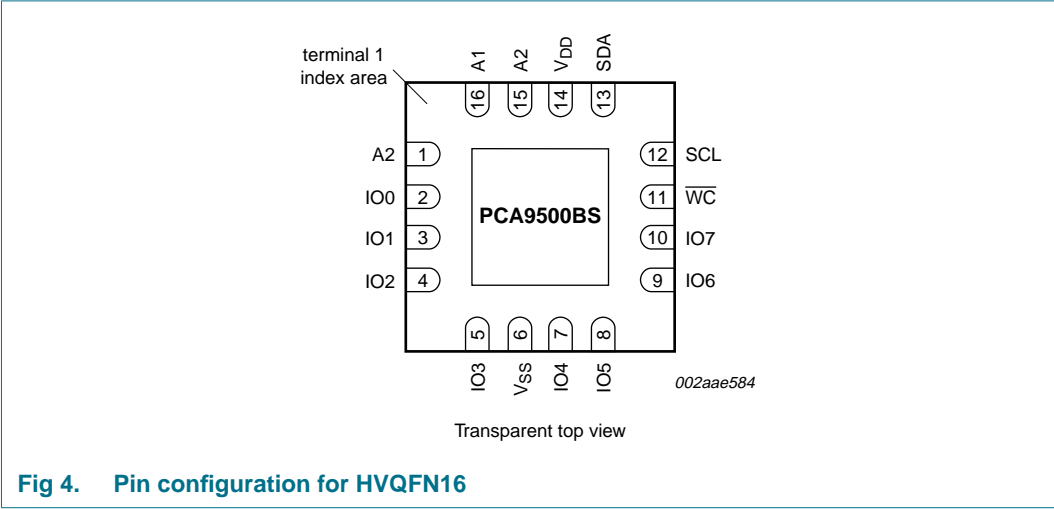 terminal 1
index area
A1
A2
VDD
SDA
16
15
14
13
A2 1
12 SCL
IO0 2
11 WC
PCA9500BS
IO1 3
10 IO7
IO2 4
9 IO6
5
6
7
8
IO3
VSS
IO4
IO5
002aae584
Transparent top view
Fig 4. Pin configuration for HVQFN16